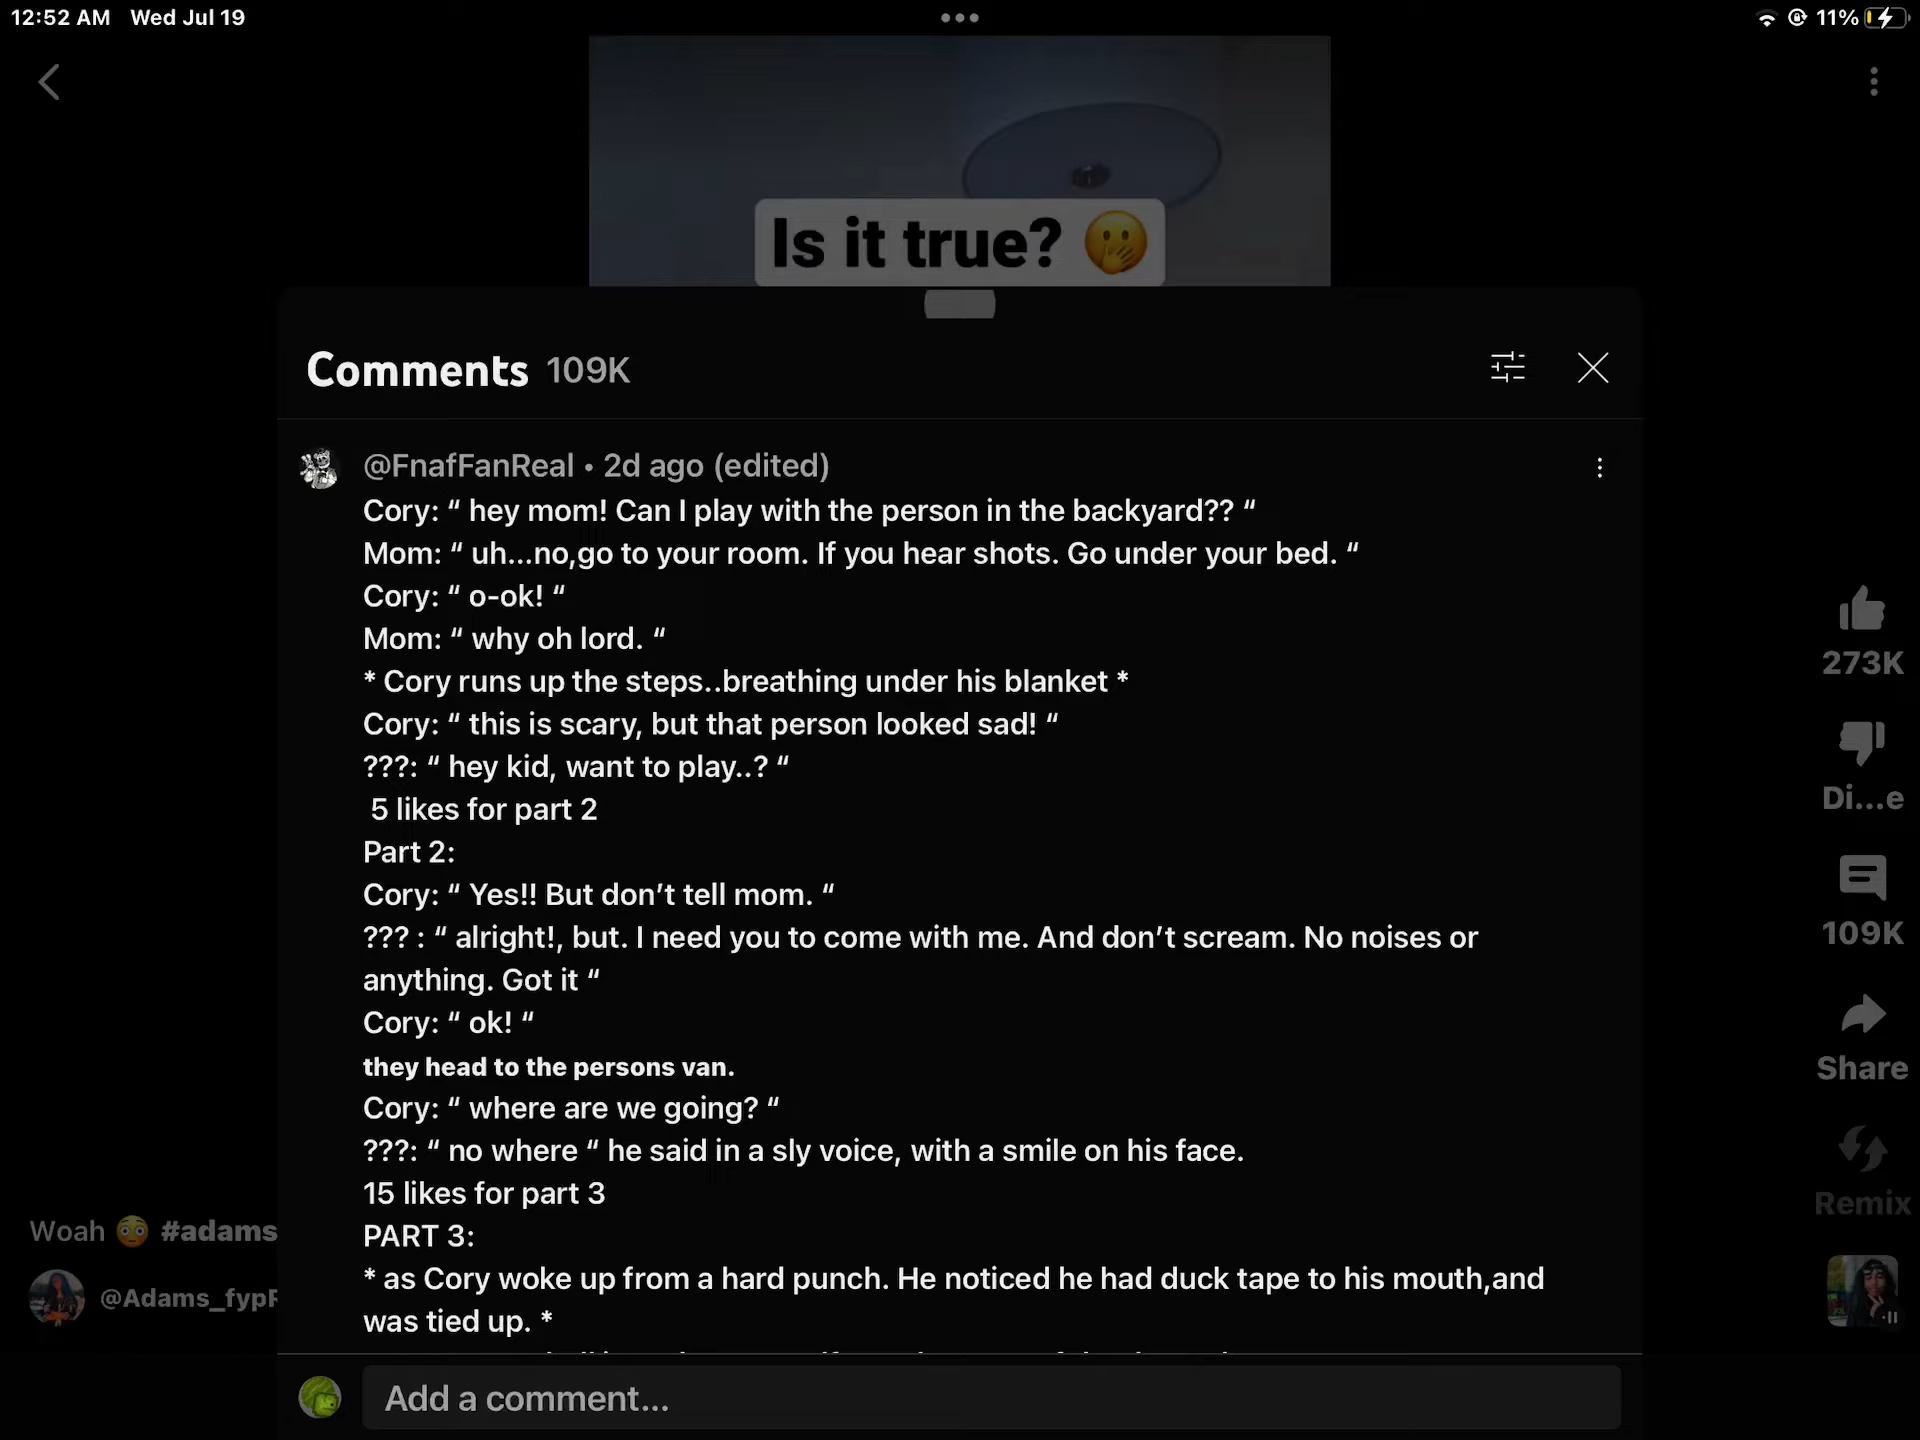 12:52 AM Wed Jul 19
11%
Is it true? 🫢
Comments 109K
@FnafFanReal • 2d ago (edited)
Cory: “ hey mom! Can I play with the person in the backyard?? “
Mom: “ uh...no,go to your room. If you hear shots. Go under your bed. “
Cory: “ o-ok! “
Mom: “ why oh lord. “
* Cory runs up the steps..breathing under his blanket *
Cory: “ this is scary, but that person looked sad! “
???: “ hey kid, want to play..? “
5 likes for part 2
Part 2:
Cory: “ Yes!! But don’t tell mom. “
??? : “ alright!, but. I need you to come with me. And don’t scream. No noises or
anything. Got it “
Cory: “ ok! “
they head to the persons van.
Cory: “ where are we going? “
???: “ no where “ he said in a sly voice, with a smile on his face.
15 likes for part 3
PART 3:
* as Cory woke up from a hard punch. He noticed he had duck tape to his mouth,and
was tied up. *
Add a comment...
273K
Di...e
109K
Share
Remix
Woah 😳 #adams
@Adams_fypR